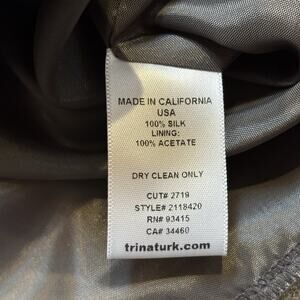 MADE IN CALIFORNIA
USA
100% SILK
LINING:
100% ACETATE
DRY CLEAN ONLY
CUT# 2719
STYLE# 2118420
RN# 93415
CA# 34460
trinaturk.com